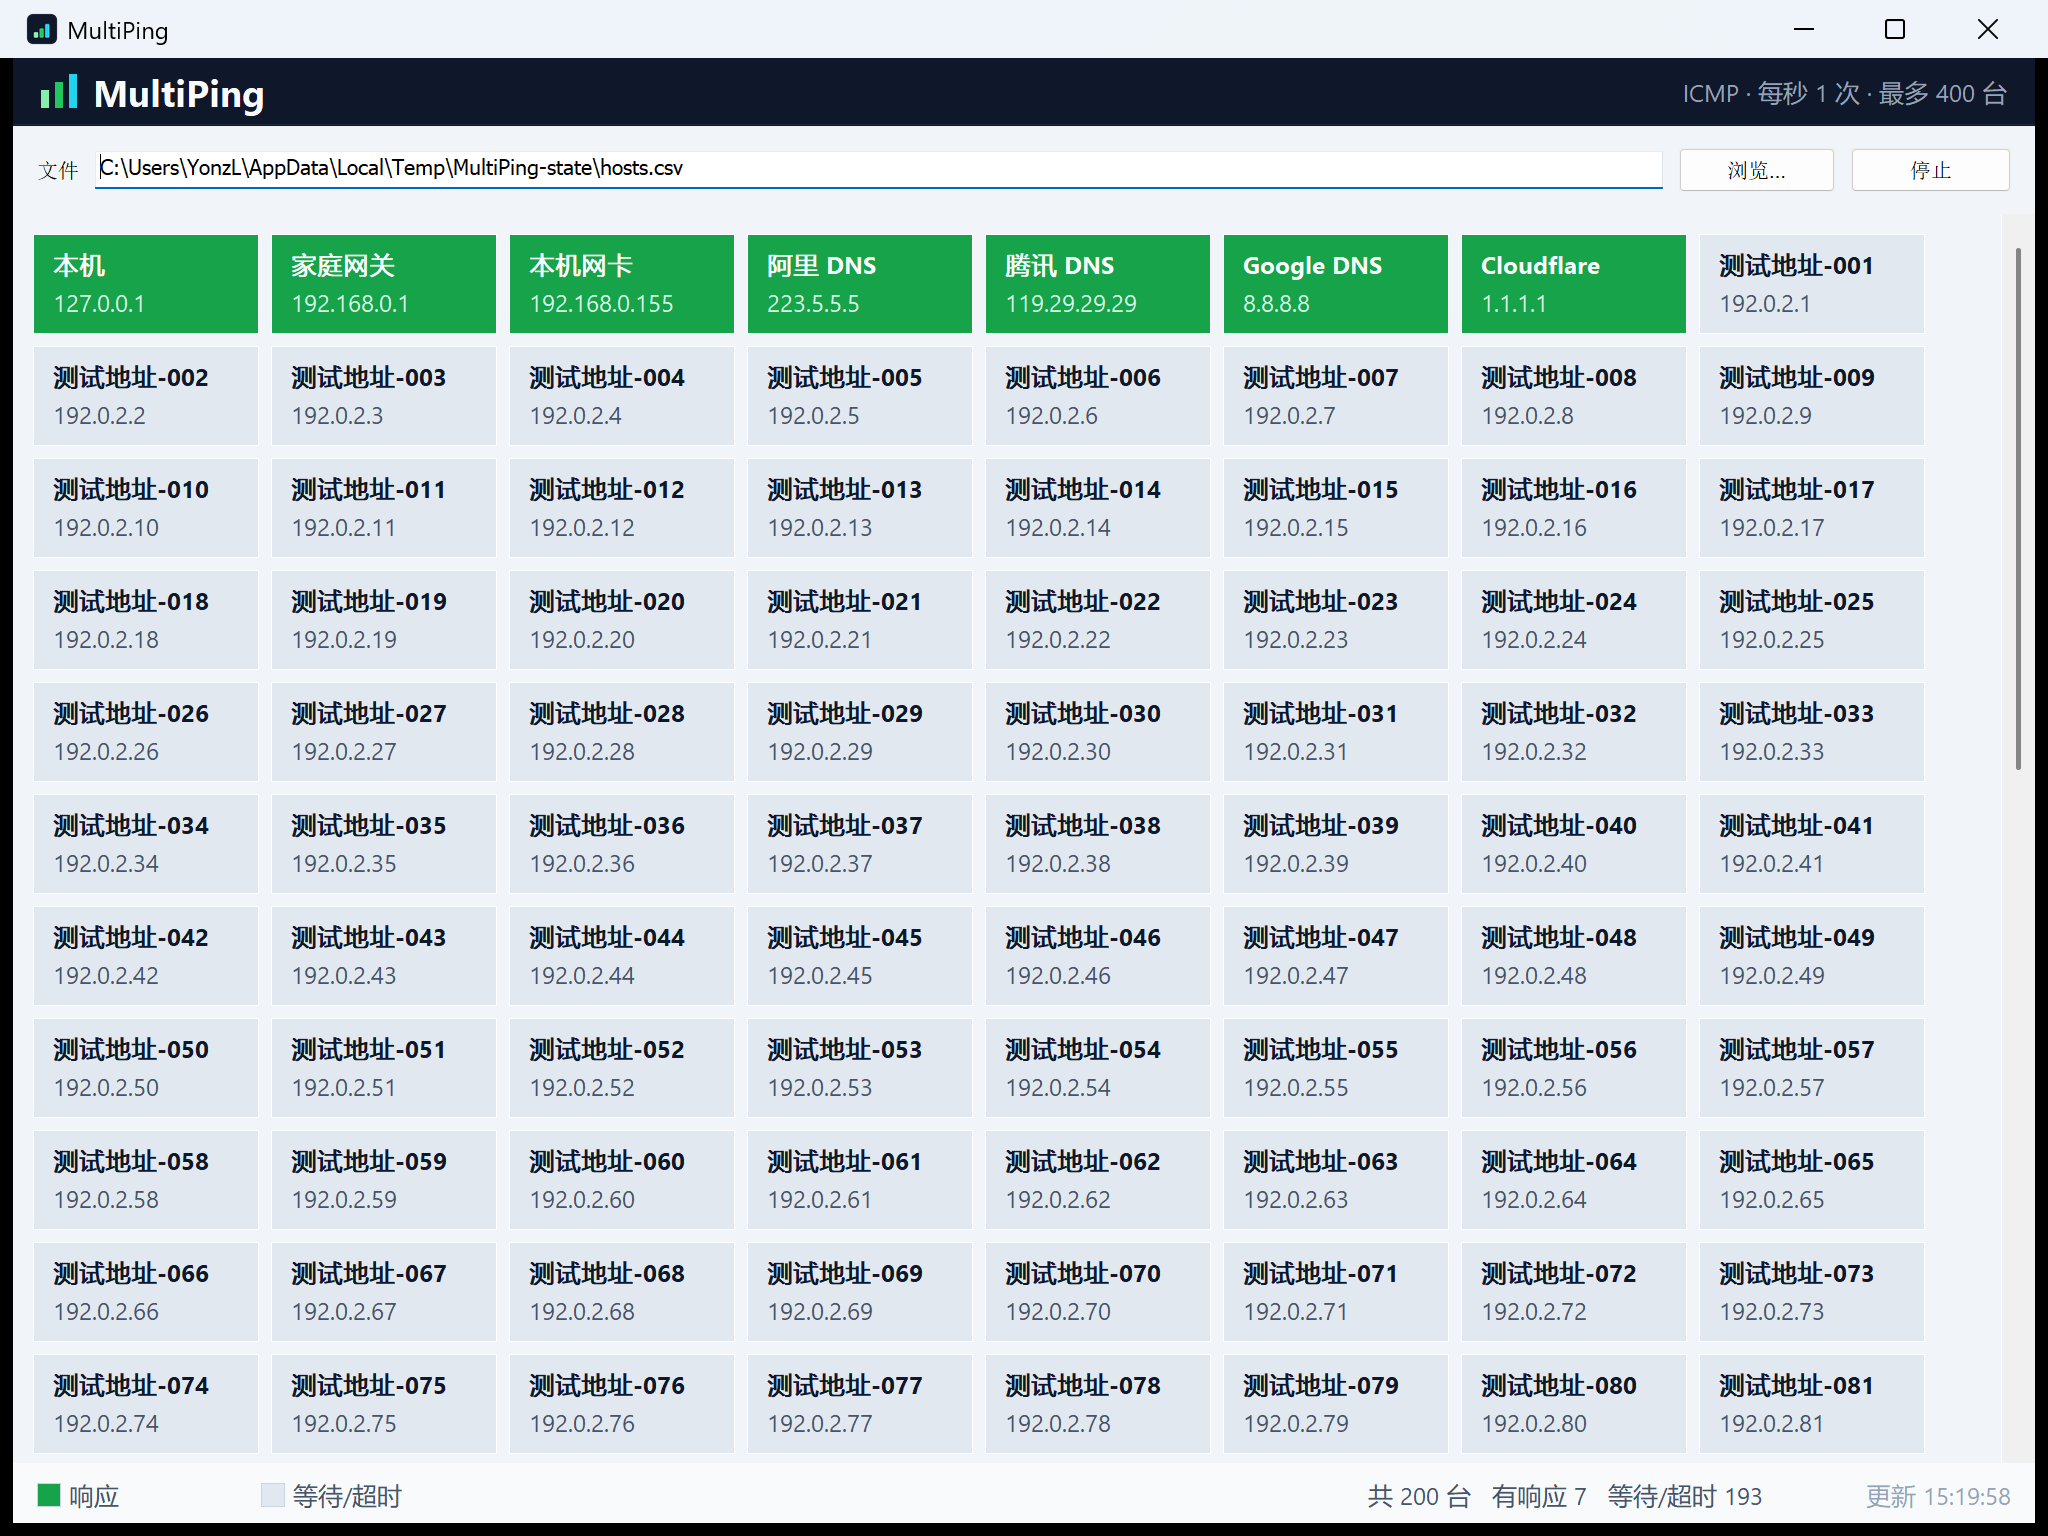 MultiPing
MultiPing
ICMP · 每秒 1 次 · 最多 400 台
文件 C:\Users\YonzL\AppData\Local\Temp\MultiPing-state\hosts.csv 浏览... 停止
本机 家庭网关 本机网卡 阿里 DNS 腾讯 DNS Google DNS Cloudflare 测试地址-001
127.0.0.1 192.168.0.1 192.168.0.155 223.5.5.5 119.29.29.29 8.8.8.8 1.1.1.1 192.0.2.1
测试地址-002 测试地址-003 测试地址-004 测试地址-005 测试地址-006 测试地址-007 测试地址-008 测试地址-009
192.0.2.2 192.0.2.3 192.0.2.4 192.0.2.5 192.0.2.6 192.0.2.7 192.0.2.8 192.0.2.9
测试地址-010 测试地址-011 测试地址-012 测试地址-013 测试地址-014 测试地址-015 测试地址-016 测试地址-017
192.0.2.10 192.0.2.11 192.0.2.12 192.0.2.13 192.0.2.14 192.0.2.15 192.0.2.16 192.0.2.17
测试地址-018 测试地址-019 测试地址-020 测试地址-021 测试地址-022 测试地址-023 测试地址-024 测试地址-025
192.0.2.18 192.0.2.19 192.0.2.20 192.0.2.21 192.0.2.22 192.0.2.23 192.0.2.24 192.0.2.25
测试地址-026 测试地址-027 测试地址-028 测试地址-029 测试地址-030 测试地址-031 测试地址-032 测试地址-033
192.0.2.26 192.0.2.27 192.0.2.28 192.0.2.29 192.0.2.30 192.0.2.31 192.0.2.32 192.0.2.33
测试地址-034 测试地址-035 测试地址-036 测试地址-037 测试地址-038 测试地址-039 测试地址-040 测试地址-041
192.0.2.34 192.0.2.35 192.0.2.36 192.0.2.37 192.0.2.38 192.0.2.39 192.0.2.40 192.0.2.41
测试地址-042 测试地址-043 测试地址-044 测试地址-045 测试地址-046 测试地址-047 测试地址-048 测试地址-049
192.0.2.42 192.0.2.43 192.0.2.44 192.0.2.45 192.0.2.46 192.0.2.47 192.0.2.48 192.0.2.49
测试地址-050 测试地址-051 测试地址-052 测试地址-053 测试地址-054 测试地址-055 测试地址-056 测试地址-057
192.0.2.50 192.0.2.51 192.0.2.52 192.0.2.53 192.0.2.54 192.0.2.55 192.0.2.56 192.0.2.57
测试地址-058 测试地址-059 测试地址-060 测试地址-061 测试地址-062 测试地址-063 测试地址-064 测试地址-065
192.0.2.58 192.0.2.59 192.0.2.60 192.0.2.61 192.0.2.62 192.0.2.63 192.0.2.64 192.0.2.65
测试地址-066 测试地址-067 测试地址-068 测试地址-069 测试地址-070 测试地址-071 测试地址-072 测试地址-073
192.0.2.66 192.0.2.67 192.0.2.68 192.0.2.69 192.0.2.70 192.0.2.71 192.0.2.72 192.0.2.73
测试地址-074 测试地址-075 测试地址-076 测试地址-077 测试地址-078 测试地址-079 测试地址-080 测试地址-081
192.0.2.74 192.0.2.75 192.0.2.76 192.0.2.77 192.0.2.78 192.0.2.79 192.0.2.80 192.0.2.81
响应 等待/超时 共 200 台 有响应 7 等待/超时 193 更新 15:19:58